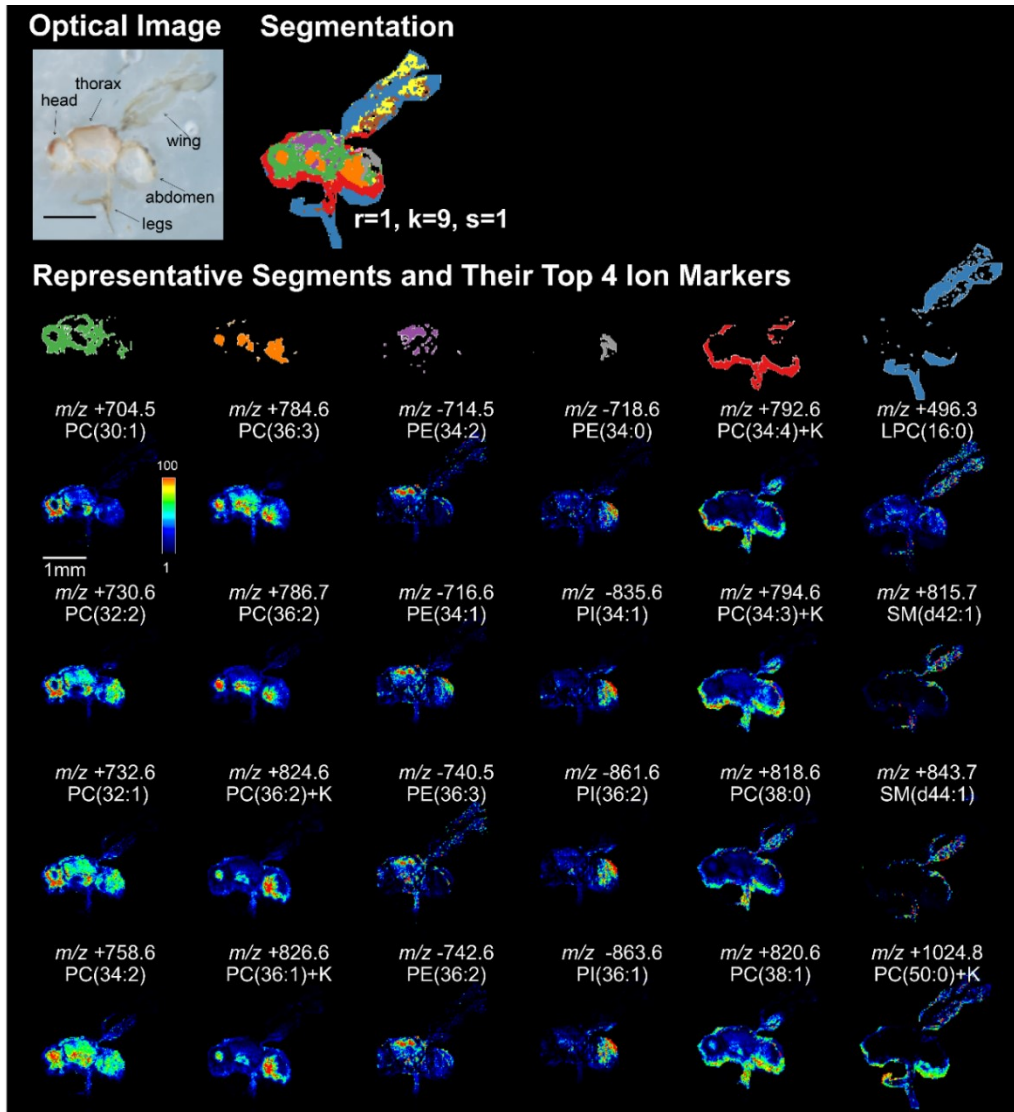 Optical Image
Segmentation
thorax
head
wing
abdomen
legs
r=1, k=9, s=1
Representative Segments and Their Top 4 Ion Markers
m/z +704.5 m/z +784.6 m/z -714.5 m/z -718.6 m/z +792.6 m/z +496.3
PC(30:1) PC(36:3) PE(34:2) PE(34:0) PC(34:4)+K LPC(16:0)
100
1
1mm
m/z +730.6 m/z +786.7 m/z -716.6 m/z -835.6 m/z +794.6 m/z +815.7
PC(32:2) PC(36:2) PE(34:1) PI(34:1) PC(34:3)+K SM(d42:1)
m/z +732.6 m/z +824.6 m/z -740.5 m/z -861.6 m/z +818.6 m/z +843.7
PC(32:1) PC(36:2)+K PE(36:3) PI(36:2) PC(38:0) SM(d44:1)
m/z +758.6 m/z +826.6 m/z -742.6 m/z -863.6 m/z +820.6 m/z +1024.8
PC(34:2) PC(36:1)+K PE(36:2) PI(36:1) PC(38:1) PC(50:0)+K